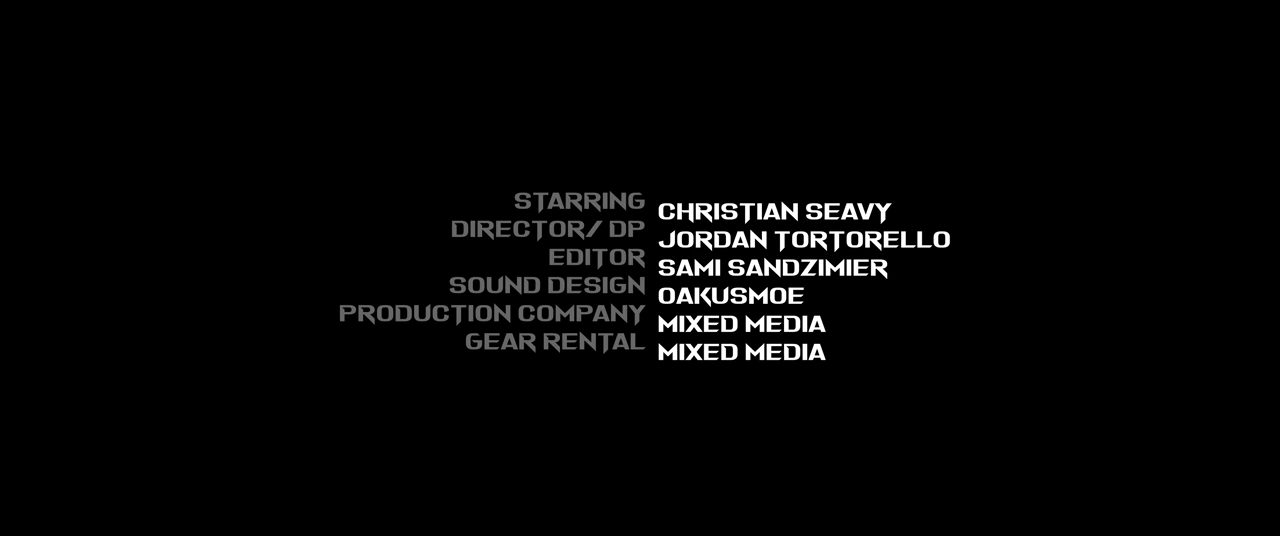 STARRING CHRISTIAN SEAVY
DIRECTOR/ DP JORDAN TORTORELLO
EDITOR SAMI SANDZIMIER
SOUND DESIGN OAKUSMOE
PRODUCTION COMPANY MIXED MEDIA
GEAR RENTAL MIXED MEDIA